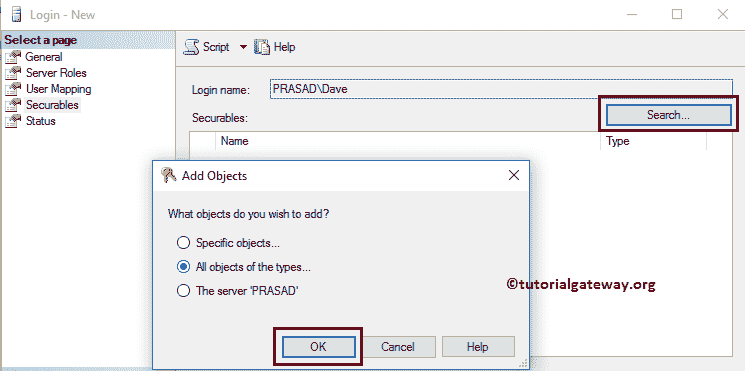 Login - New
Select a page
General
Server Roles
User Mapping
Securables
Status
Script
Help
Login name:
PRASAD\Dave
Securables:
Search...
Name
Type
Add Objects
What objects do you wish to add?
Specific objects...
All objects of the types...
The server 'PRASAD'
OK
Cancel
Help
©tutorialgateway.org